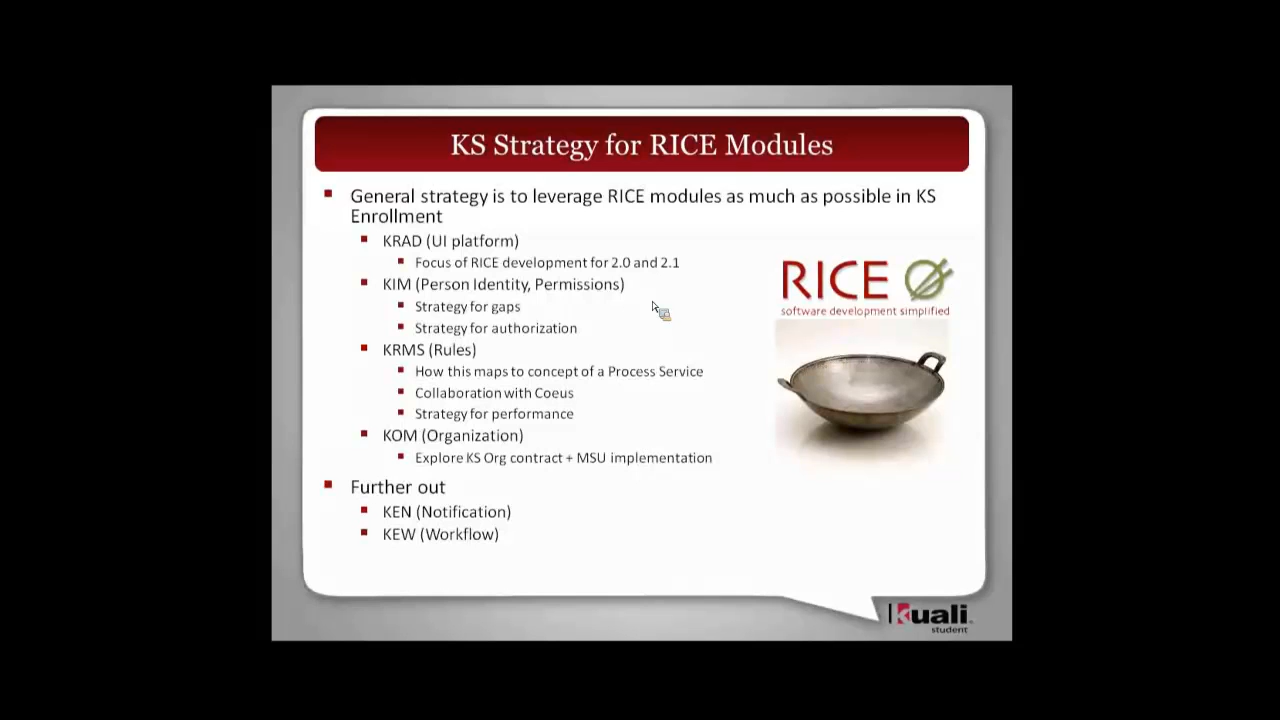 KS Strategy for RICE Modules
General strategy is to leverage RICE modules as much as possible in KS
Enrollment
KRAD (UI platform)
Focus of RICE development for 2.0 and 2.1
KIM (Person Identity, Permissions)
Strategy for gaps
Strategy for authorization
KRMS (Rules)
How this maps to concept of a Process Service
Collaboration with Coeus
Strategy for performance
KOM (Organization)
Explore KS Org contract + MSU implementation
Further out
KEN (Notification)
KEW (Workflow)
RICE
software development simplified
kuali
student